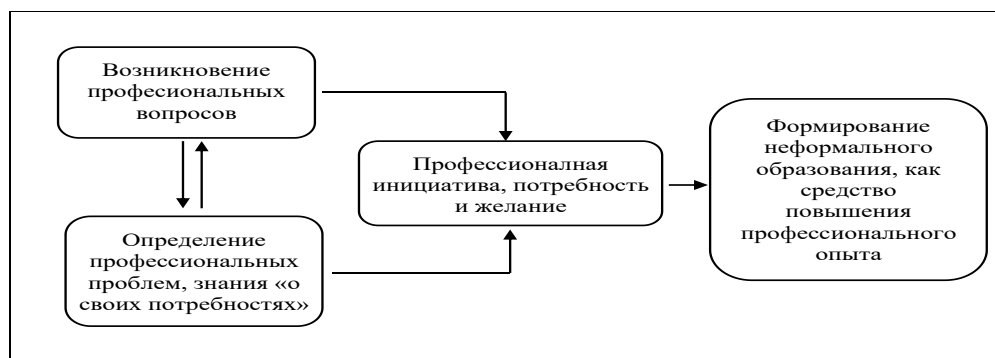 Возникновение
професиональных
вопросов
Определение
профессиональных
проблем, знания «о
своих потребностях»
Профессионалная
инициатива, потребность
и желание
Формирование
неформального
образования, как
средство
повышения
профессионального
опыта